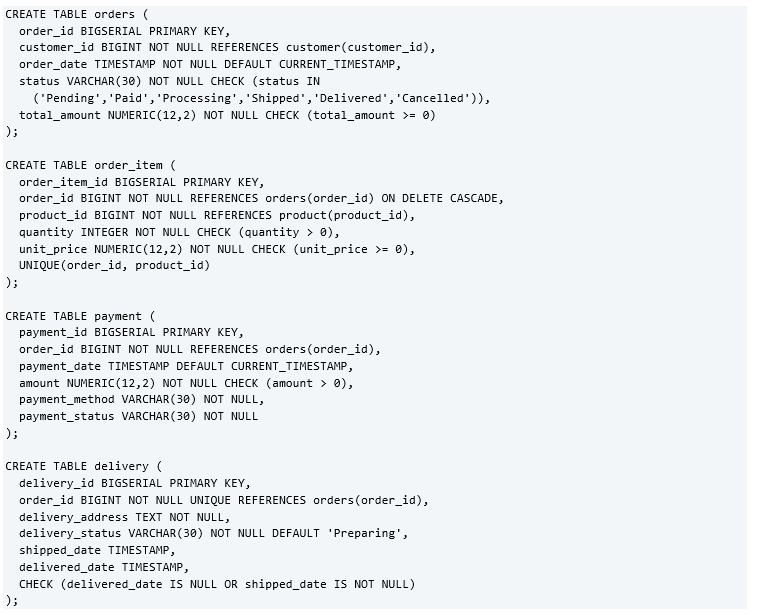 CREATE TABLE orders (
  order_id BIGSERIAL PRIMARY KEY,
  customer_id BIGINT NOT NULL REFERENCES customer(customer_id),
  order_date TIMESTAMP NOT NULL DEFAULT CURRENT_TIMESTAMP,
  status VARCHAR(30) NOT NULL CHECK (status IN
    ('Pending','Paid','Processing','Shipped','Delivered','Cancelled')),
  total_amount NUMERIC(12,2) NOT NULL CHECK (total_amount >= 0)
);

CREATE TABLE order_item (
  order_item_id BIGSERIAL PRIMARY KEY,
  order_id BIGINT NOT NULL REFERENCES orders(order_id) ON DELETE CASCADE,
  product_id BIGINT NOT NULL REFERENCES product(product_id),
  quantity INTEGER NOT NULL CHECK (quantity > 0),
  unit_price NUMERIC(12,2) NOT NULL CHECK (unit_price >= 0),
  UNIQUE(order_id, product_id)
);

CREATE TABLE payment (
  payment_id BIGSERIAL PRIMARY KEY,
  order_id BIGINT NOT NULL REFERENCES orders(order_id),
  payment_date TIMESTAMP DEFAULT CURRENT_TIMESTAMP,
  amount NUMERIC(12,2) NOT NULL CHECK (amount > 0),
  payment_method VARCHAR(30) NOT NULL,
  payment_status VARCHAR(30) NOT NULL
);

CREATE TABLE delivery (
  delivery_id BIGSERIAL PRIMARY KEY,
  order_id BIGINT NOT NULL UNIQUE REFERENCES orders(order_id),
  delivery_address TEXT NOT NULL,
  delivery_status VARCHAR(30) NOT NULL DEFAULT 'Preparing',
  shipped_date TIMESTAMP,
  delivered_date TIMESTAMP,
  CHECK (delivered_date IS NULL OR shipped_date IS NOT NULL)
);